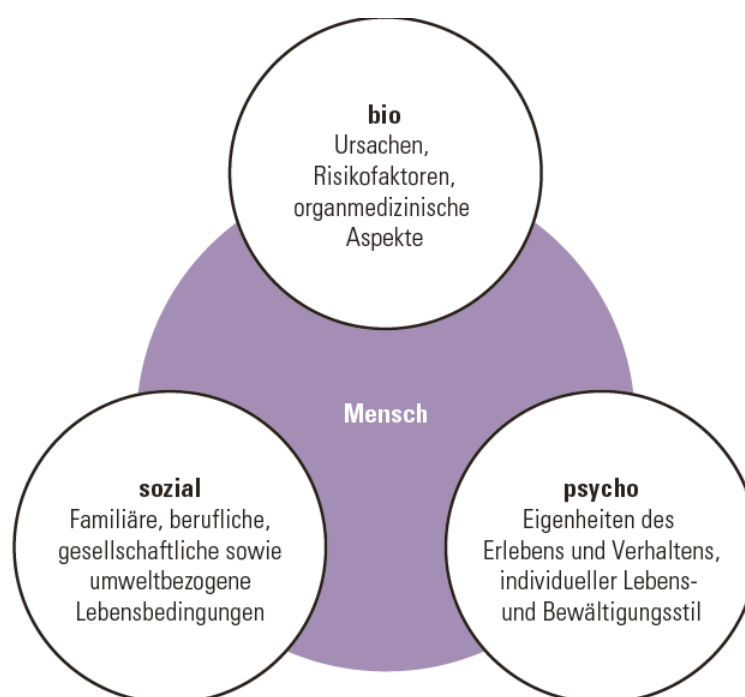 bio
Ursachen,
Risikofaktoren,
organmedizinische
Aspekte
Mensch
sozial
Familiäre, berufliche,
gesellschaftliche sowie
umweltbezogene
Lebensbedingungen
psycho
Eigenheiten des
Erlebens und Verhaltens,
individueller Lebens-
und Bewältigungsstil